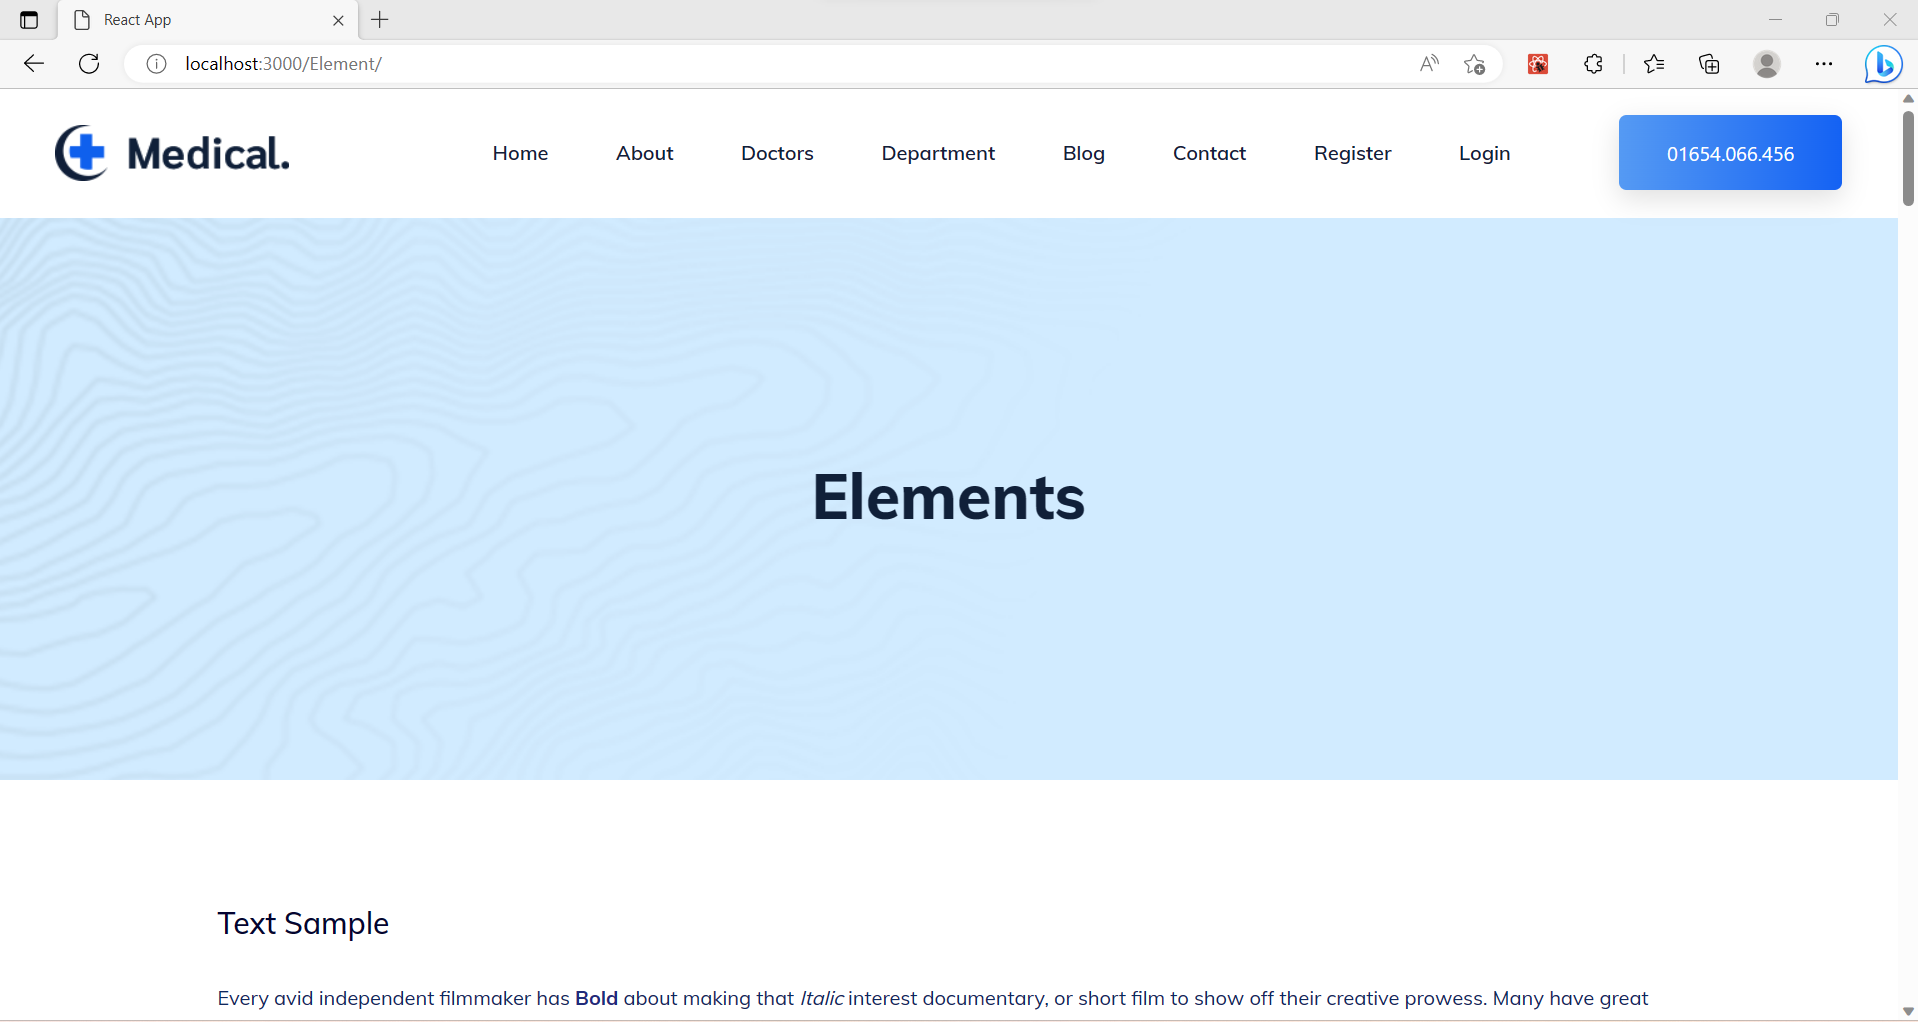 React App
localhost:3000/Element/
Medical.
Home About Doctors Department Blog Contact Register Login
01654.066.456
Elements
Text Sample
Every avid independent filmmaker has Bold about making that Italic interest documentary, or short film to show off their creative prowess. Many have great